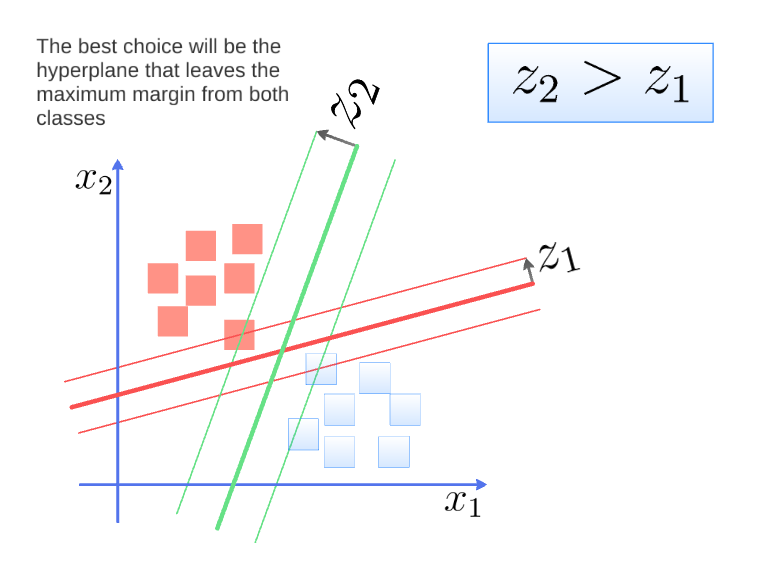 The best choice will be the
hyperplane that leaves the
maximum margin from both
classes
z₂
z₂ > z₁
x₂
z₁
x₁